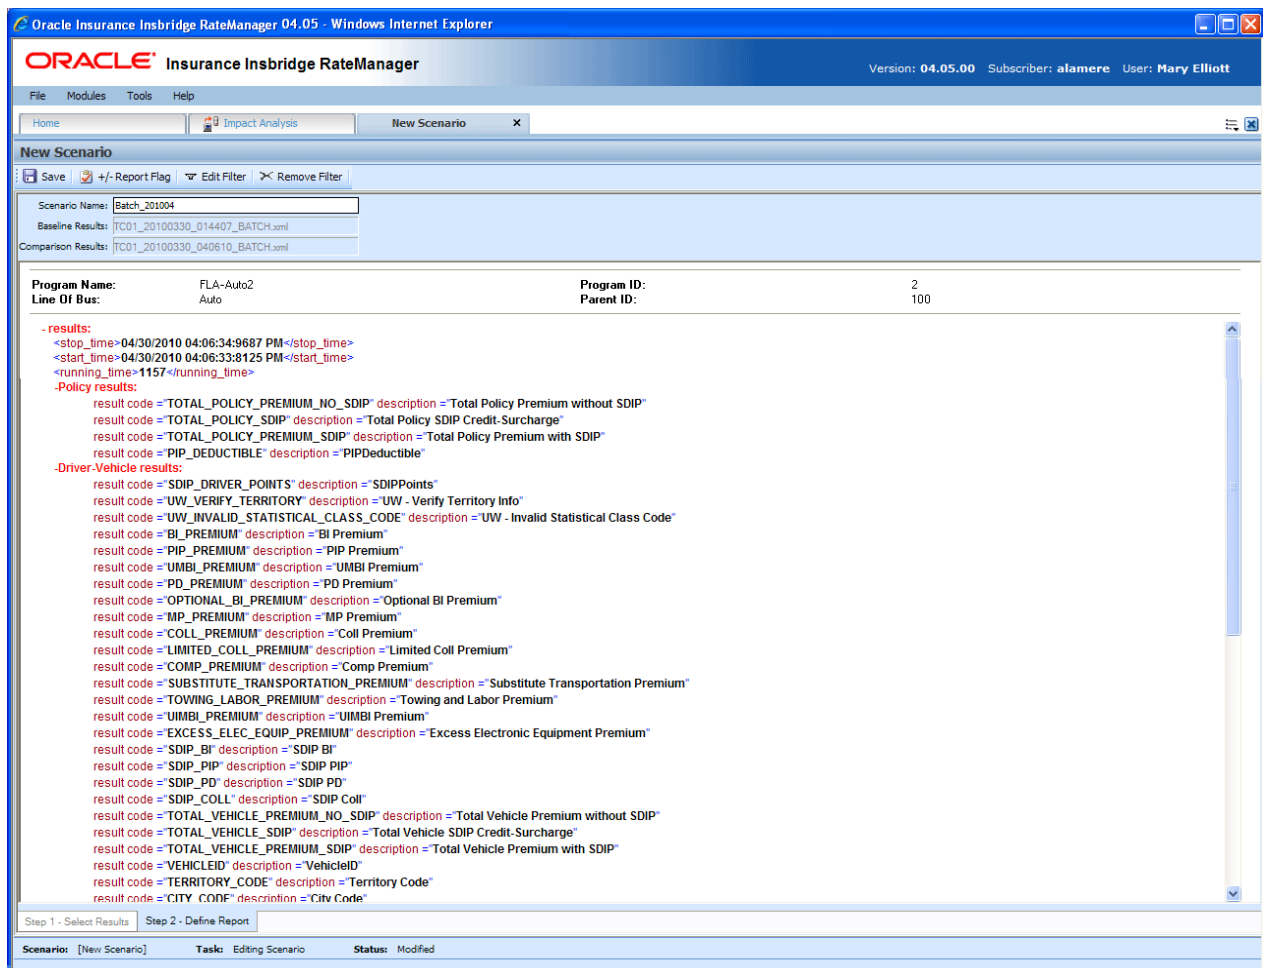 Oracle Insurance Insbridge RateManager 04.05 - Windows Internet Explorer
ORACLE Insurance Insbridge RateManager
Version: 04.05.00 Subscriber: alamere User: Mary Elliott
File Modules Tools Help
Home Impact Analysis New Scenario x
New Scenario
Save +/- Report Flag Edit Filter Remove Filter
Scenario Name: Batch_201004
Baseline Results: TC01_20100330_014407_BATCH.xml
Comparison Results: TC01_20100330_040610_BATCH.xml
Program Name: FLA-Auto2 Program ID: 2
Line Of Bus: Auto Parent ID: 100
- results:
<stop_time>04/30/2010 04:06:34:9687 PM</stop_time>
<start_time>04/30/2010 04:06:33:8125 PM</start_time>
<running_time>1157</running_time>
-Policy results:
result code ="TOTAL_POLICY_PREMIUM_NO_SDIP" description ="Total Policy Premium without SDIP"
result code ="TOTAL_POLICY_SDIP" description ="Total Policy SDIP Credit-Surcharge"
result code ="TOTAL_POLICY_PREMIUM_SDIP" description ="Total Policy Premium with SDIP"
result code ="PIP_DEDUCTIBLE" description ="PIPDeductible"
-Driver-Vehicle results:
result code ="SDIP_DRIVER_POINTS" description ="SDIPPoints"
result code ="UW_VERIFY_TERRITORY" description ="UW - Verify Territory Info"
result code ="UW_INVALID_STATISTICAL_CLASS_CODE" description ="UW - Invalid Statistical Class Code"
result code ="BI_PREMIUM" description ="BI Premium"
result code ="PIP_PREMIUM" description ="PIP Premium"
result code ="UMBI_PREMIUM" description ="UMBI Premium"
result code ="PD_PREMIUM" description ="PD Premium"
result code ="OPTIONAL_BI_PREMIUM" description ="Optional BI Premium"
result code ="MP_PREMIUM" description ="MP Premium"
result code ="COLL_PREMIUM" description ="Coll Premium"
result code ="LIMITED_COLL_PREMIUM" description ="Limited Coll Premium"
result code ="COMP_PREMIUM" description ="Comp Premium"
result code ="SUBSTITUTE_TRANSPORTATION_PREMIUM" description ="Substitute Transportation Premium"
result code ="TOWING_LABOR_PREMIUM" description ="Towing and Labor Premium"
result code ="UIMBI_PREMIUM" description ="UIMBI Premium"
result code ="EXCESS_ELEC_EQUIP_PREMIUM" description ="Excess Electronic Equipment Premium"
result code ="SDIP_BI" description ="SDIP BI"
result code ="SDIP_PIP" description ="SDIP PIP"
result code ="SDIP_PD" description ="SDIP PD"
result code ="SDIP_COLL" description ="SDIP Coll"
result code ="TOTAL_VEHICLE_PREMIUM_NO_SDIP" description ="Total Vehicle Premium without SDIP"
result code ="TOTAL_VEHICLE_SDIP" description ="Total Vehicle SDIP Credit-Surcharge"
result code ="TOTAL_VEHICLE_PREMIUM_SDIP" description ="Total Vehicle Premium with SDIP"
result code ="VEHICLEID" description ="VehicleID"
result code ="TERRITORY_CODE" description ="Territory Code"
result code ="CITY_CODE" description ="City Code"
Step 1 - Select Results Step 2 - Define Report
Scenario: [New Scenario] Task: Editing Scenario Status: Modified